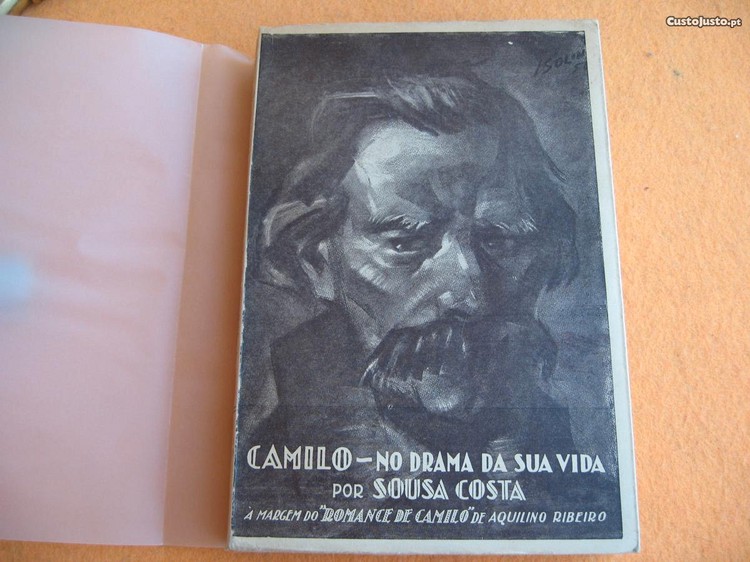 CustoJusto.pt
CAMILO – NO DRAMA DA SUA VIDA
POR SOUSA COSTA
À MARGEM DO "ROMANCE DE CAMILO" DE AQUILINO RIBEIRO